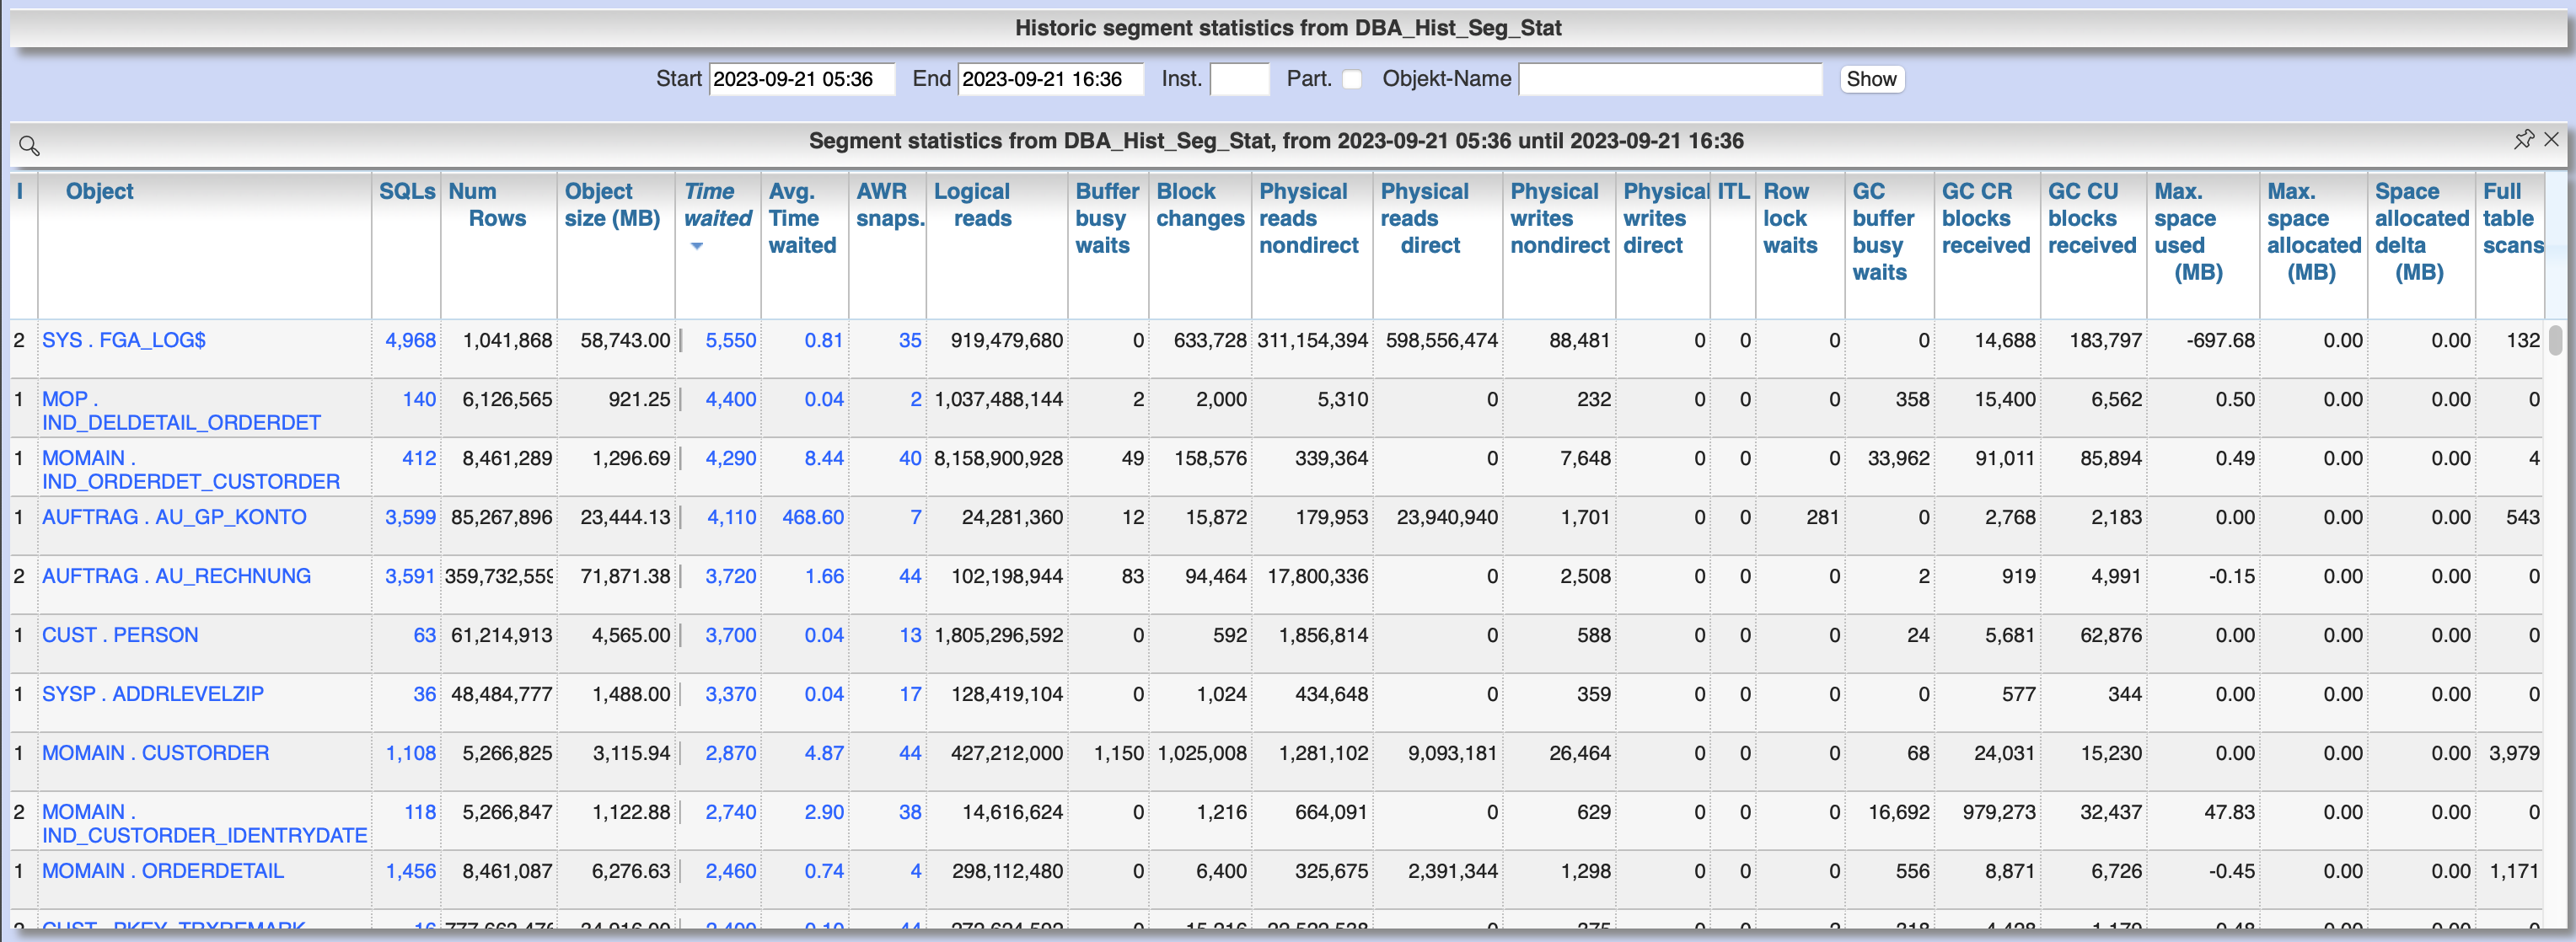 Historic segment statistics from DBA_Hist_Seg_Stat
Start 2023-09-21 05:36 End 2023-09-21 16:36 Inst. Part. Objekt-Name Show
Segment statistics from DBA_Hist_Seg_Stat, from 2023-09-21 05:36 until 2023-09-21 16:36
I Object SQLs Num Rows Object size (MB) Time waited Avg. Time waited AWR snaps. Logical reads Buffer busy waits Block changes Physical reads nondirect Physical reads direct Physical writes nondirect Physical writes direct ITL Row lock waits GC buffer busy waits GC CR blocks received GC CU blocks received Max. space used (MB) Max. space allocated (MB) Space allocated delta (MB) Full table scans
2 SYS . FGA_LOG$ 4,968 1,041,868 58,743.00 5,550 0.81 35 919,479,680 0 633,728 311,154,394 598,556,474 88,481 0 0 0 0 14,688 183,797 -697.68 0.00 0.00 132
1 MOP . IND_DELDETAIL_ORDERDET 140 6,126,565 921.25 4,400 0.04 2 1,037,488,144 2 2,000 5,310 0 232 0 0 0 358 15,400 6,562 0.50 0.00 0.00 0
1 MOMAIN . IND_ORDERDET_CUSTORDER 412 8,461,289 1,296.69 4,290 8.44 40 8,158,900,928 49 158,576 339,364 0 7,648 0 0 0 33,962 91,011 85,894 0.49 0.00 0.00 4
1 AUFTRAG . AU_GP_KONTO 3,599 85,267,896 23,444.13 4,110 468.60 7 24,281,360 12 15,872 179,953 23,940,940 1,701 0 0 281 0 2,768 2,183 0.00 0.00 0.00 543
2 AUFTRAG . AU_RECHNUNG 3,591 359,732,559 71,871.38 3,720 1.66 44 102,198,944 83 94,464 17,800,336 0 2,508 0 0 0 2 919 4,991 -0.15 0.00 0.00 0
1 CUST . PERSON 63 61,214,913 4,565.00 3,700 0.04 13 1,805,296,592 0 592 1,856,814 0 588 0 0 0 24 5,681 62,876 0.00 0.00 0.00 0
1 SYSP . ADDRLEVELZIP 36 48,484,777 1,488.00 3,370 0.04 17 128,419,104 0 1,024 434,648 0 359 0 0 0 0 577 344 0.00 0.00 0.00 0
1 MOMAIN . CUSTORDER 1,108 5,266,825 3,115.94 2,870 4.87 44 427,212,000 1,150 1,025,008 1,281,102 9,093,181 26,464 0 0 0 68 24,031 15,230 0.00 0.00 0.00 3,979
2 MOMAIN . IND_CUSTORDER_IDENTRYDATE 118 5,266,847 1,122.88 2,740 2.90 38 14,616,624 0 1,216 664,091 0 629 0 0 0 16,692 979,273 32,437 47.83 0.00 0.00 0
1 MOMAIN . ORDERDETAIL 1,456 8,461,087 6,276.63 2,460 0.74 4 298,112,480 0 6,400 325,675 2,391,344 1,298 0 0 0 556 8,871 6,726 -0.45 0.00 0.00 1,171